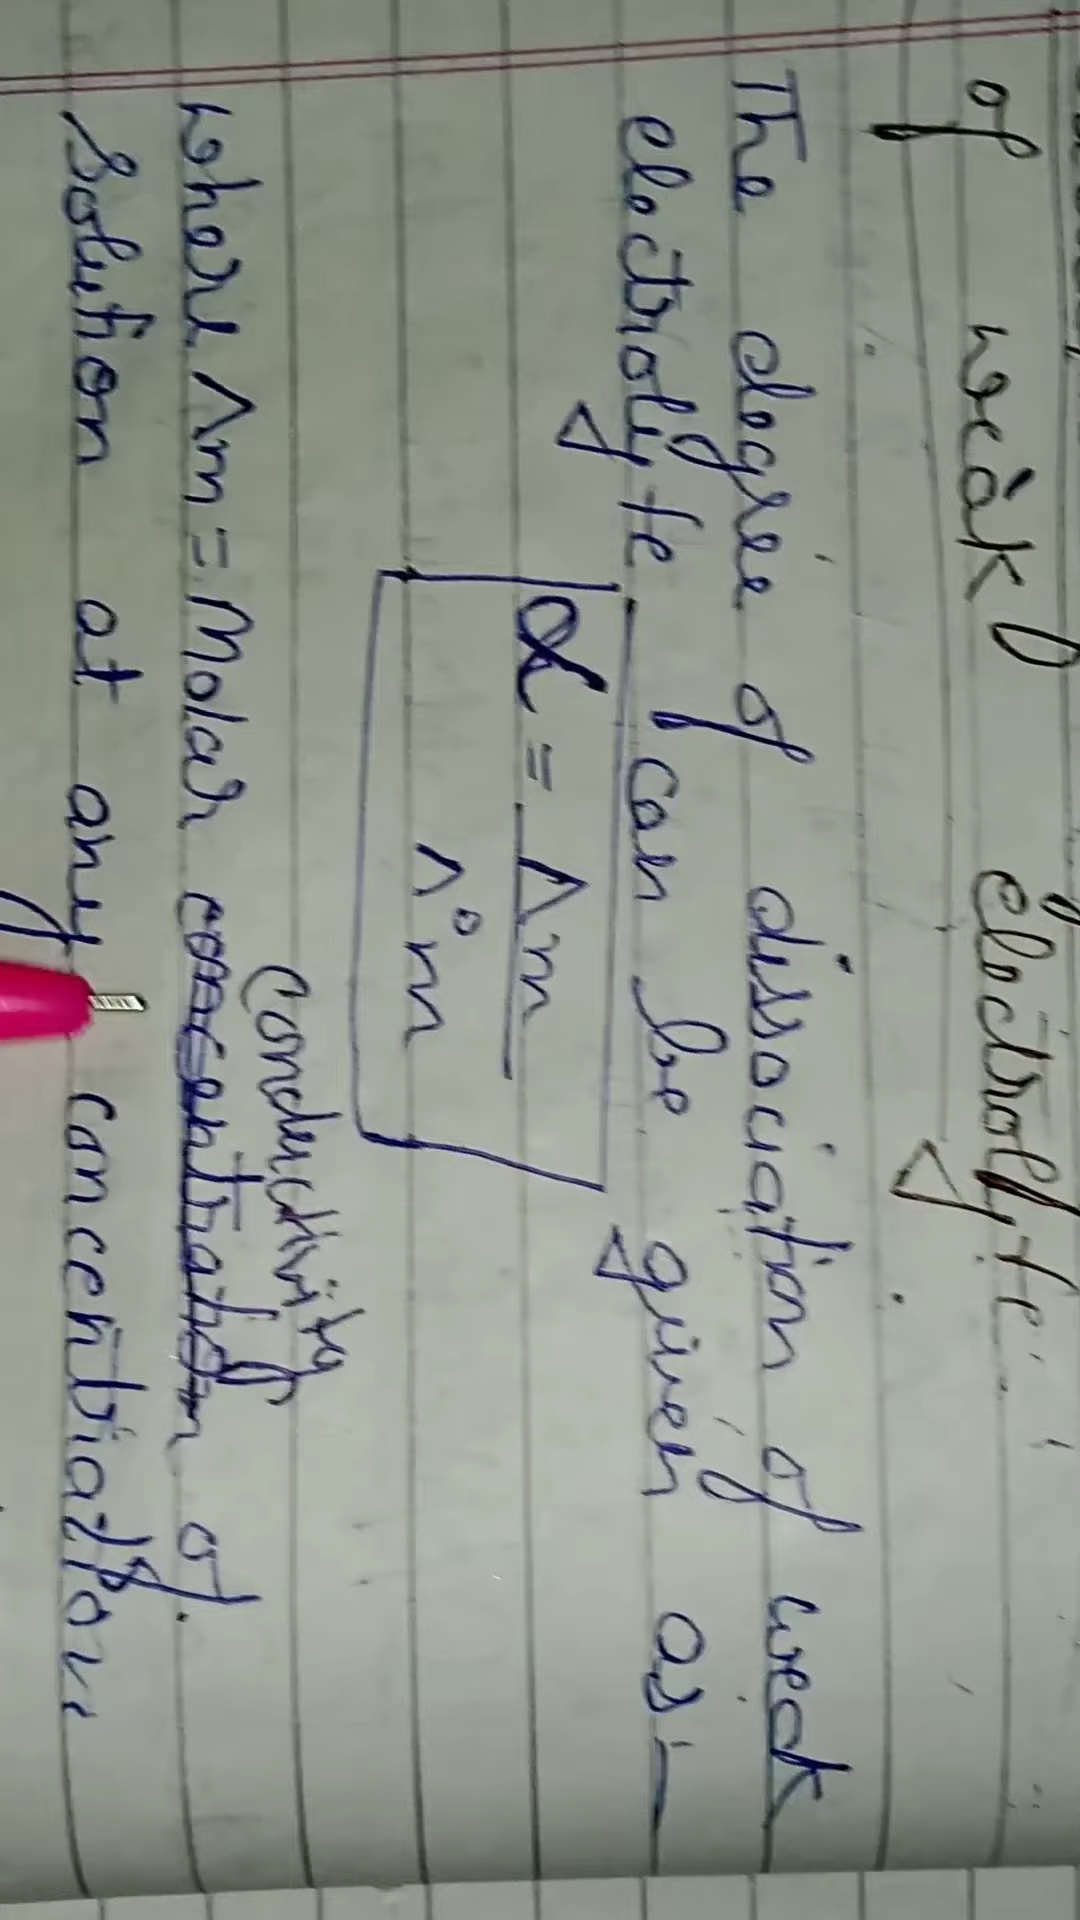 of weak electrolyte
The degree of dissociation of weak
electrolyte can be given as:-
α = Λm
Λ°m
Conductivity
where Λm = Molar concentration of
Solution at any concentration